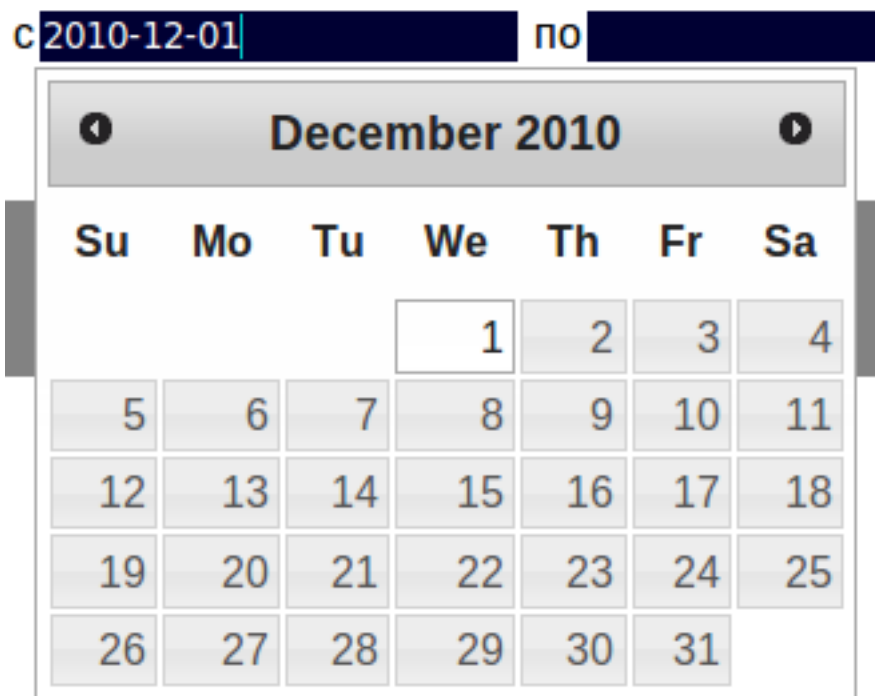 с 2010-12-01 по
December 2010
Su Mo Tu We Th Fr Sa
1 2 3 4
5 6 7 8 9 10 11
12 13 14 15 16 17 18
19 20 21 22 23 24 25
26 27 28 29 30 31